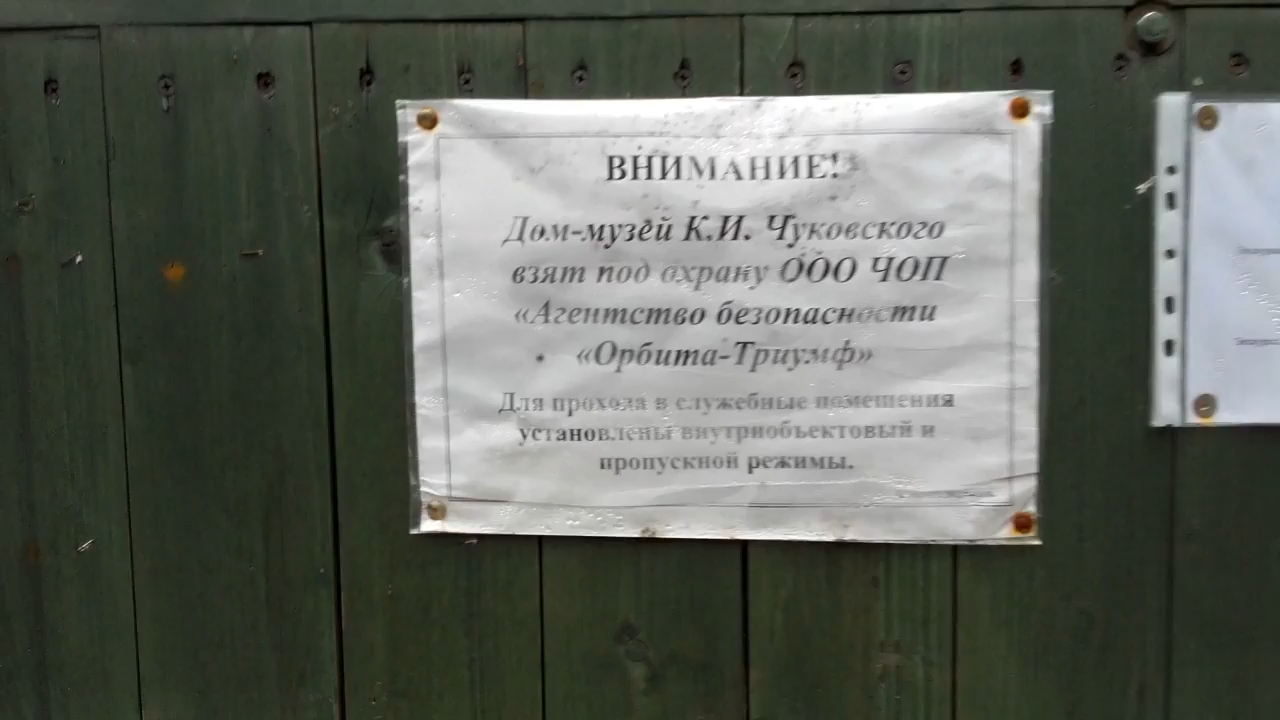 ВНИМАНИЕ!
Дом-музей К.И. Чуковского
взят под охрану ООО ЧОП
«Агентство безопасности
«Орбита-Триумф»
Для прохода в служебные помещения
установлены внутриобъектовый и
пропускной режимы.